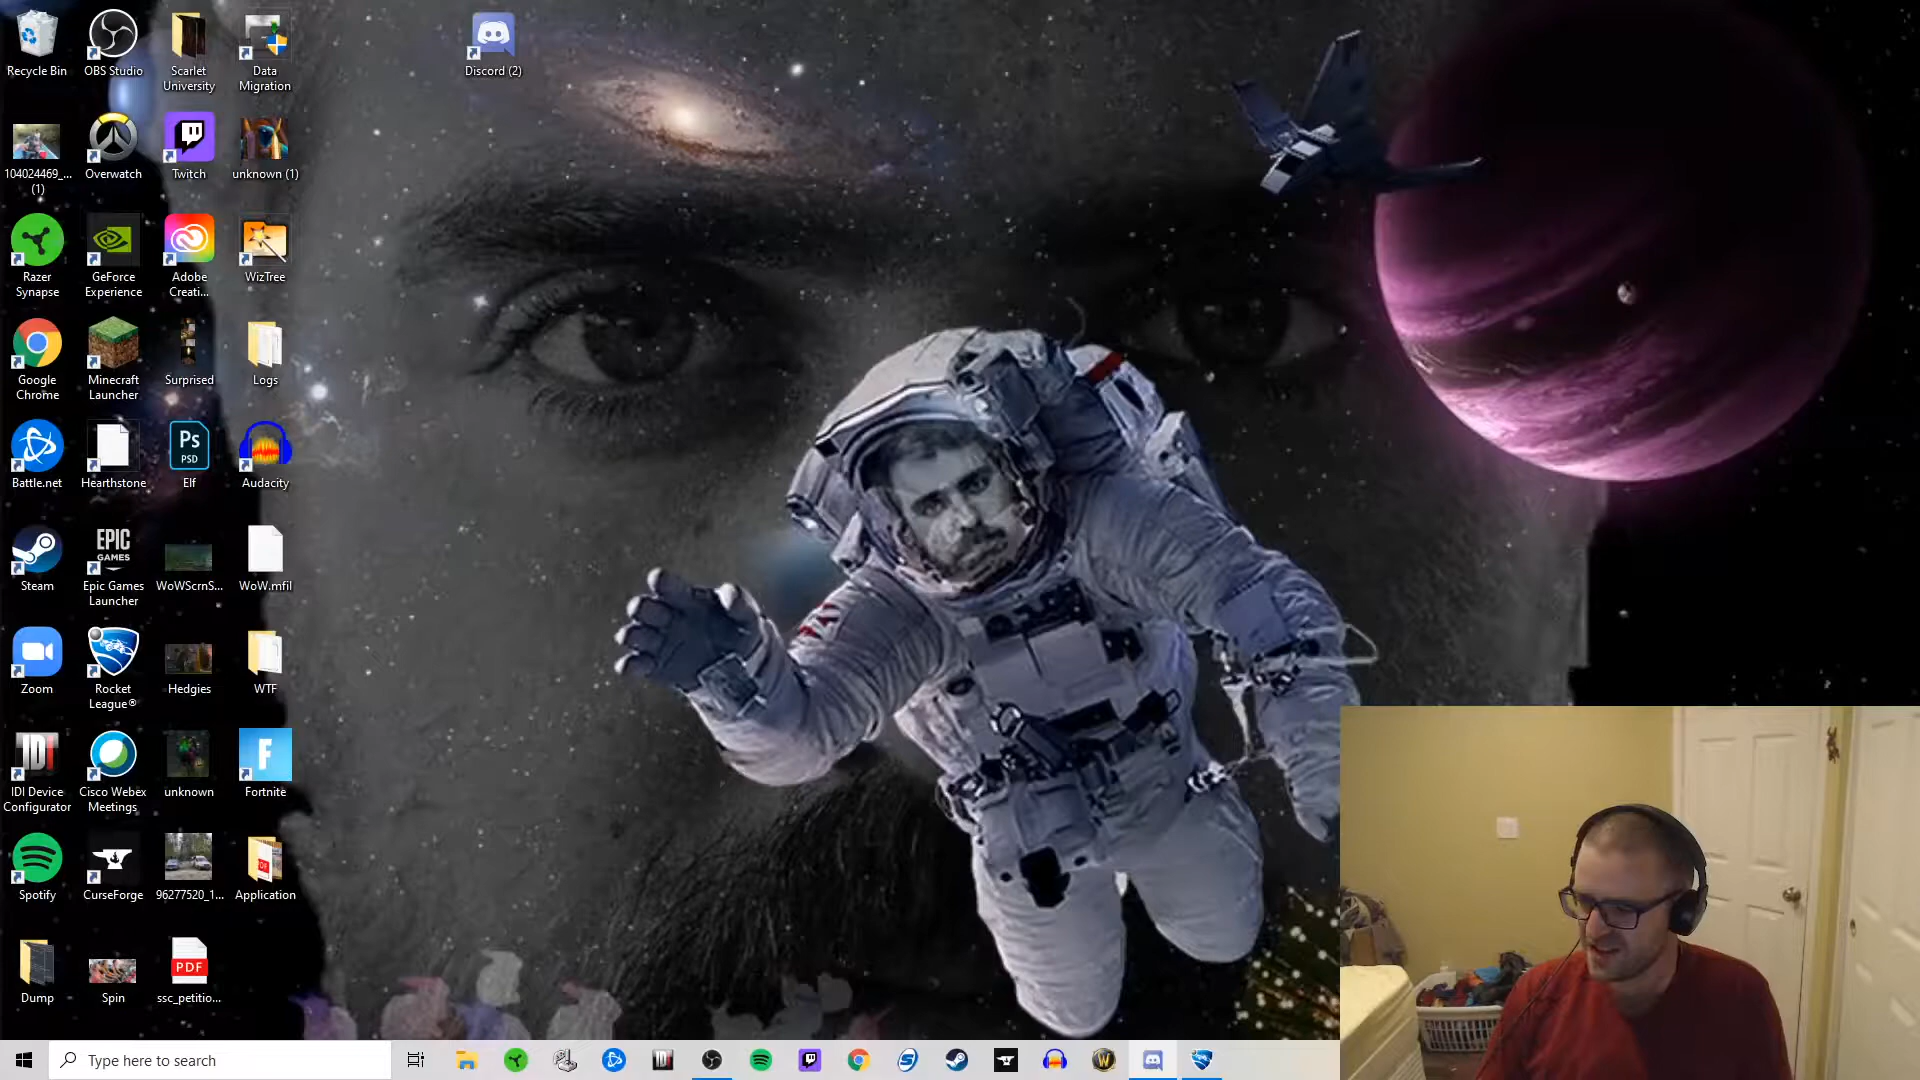 Recycle Bin
OBS Studio
Scarlet
University
Data
Migration
Discord (2)
104024469_...
(1)
Overwatch
Twitch
unknown (1)
Razer
Synapse
GeForce
Experience
Adobe
Creati...
WizTree
Google
Chrome
Minecraft
Launcher
Surprised
Logs
Battle.net
Hearthstone
Ps
PSD
Elf
Audacity
Steam
EPIC
GAMES
Epic Games
Launcher
WoWScrnS...
WoW.mfil
Zoom
Rocket
League®
Hedgies
WTF
IDI
IDI Device
Configurator
Cisco Webex
Meetings
unknown
F
Fortnite
Spotify
CurseForge
96277520_1...
PDF
Application
Dump
Spin
PDF
ssc_petitio...
Type here to search
IDI
W